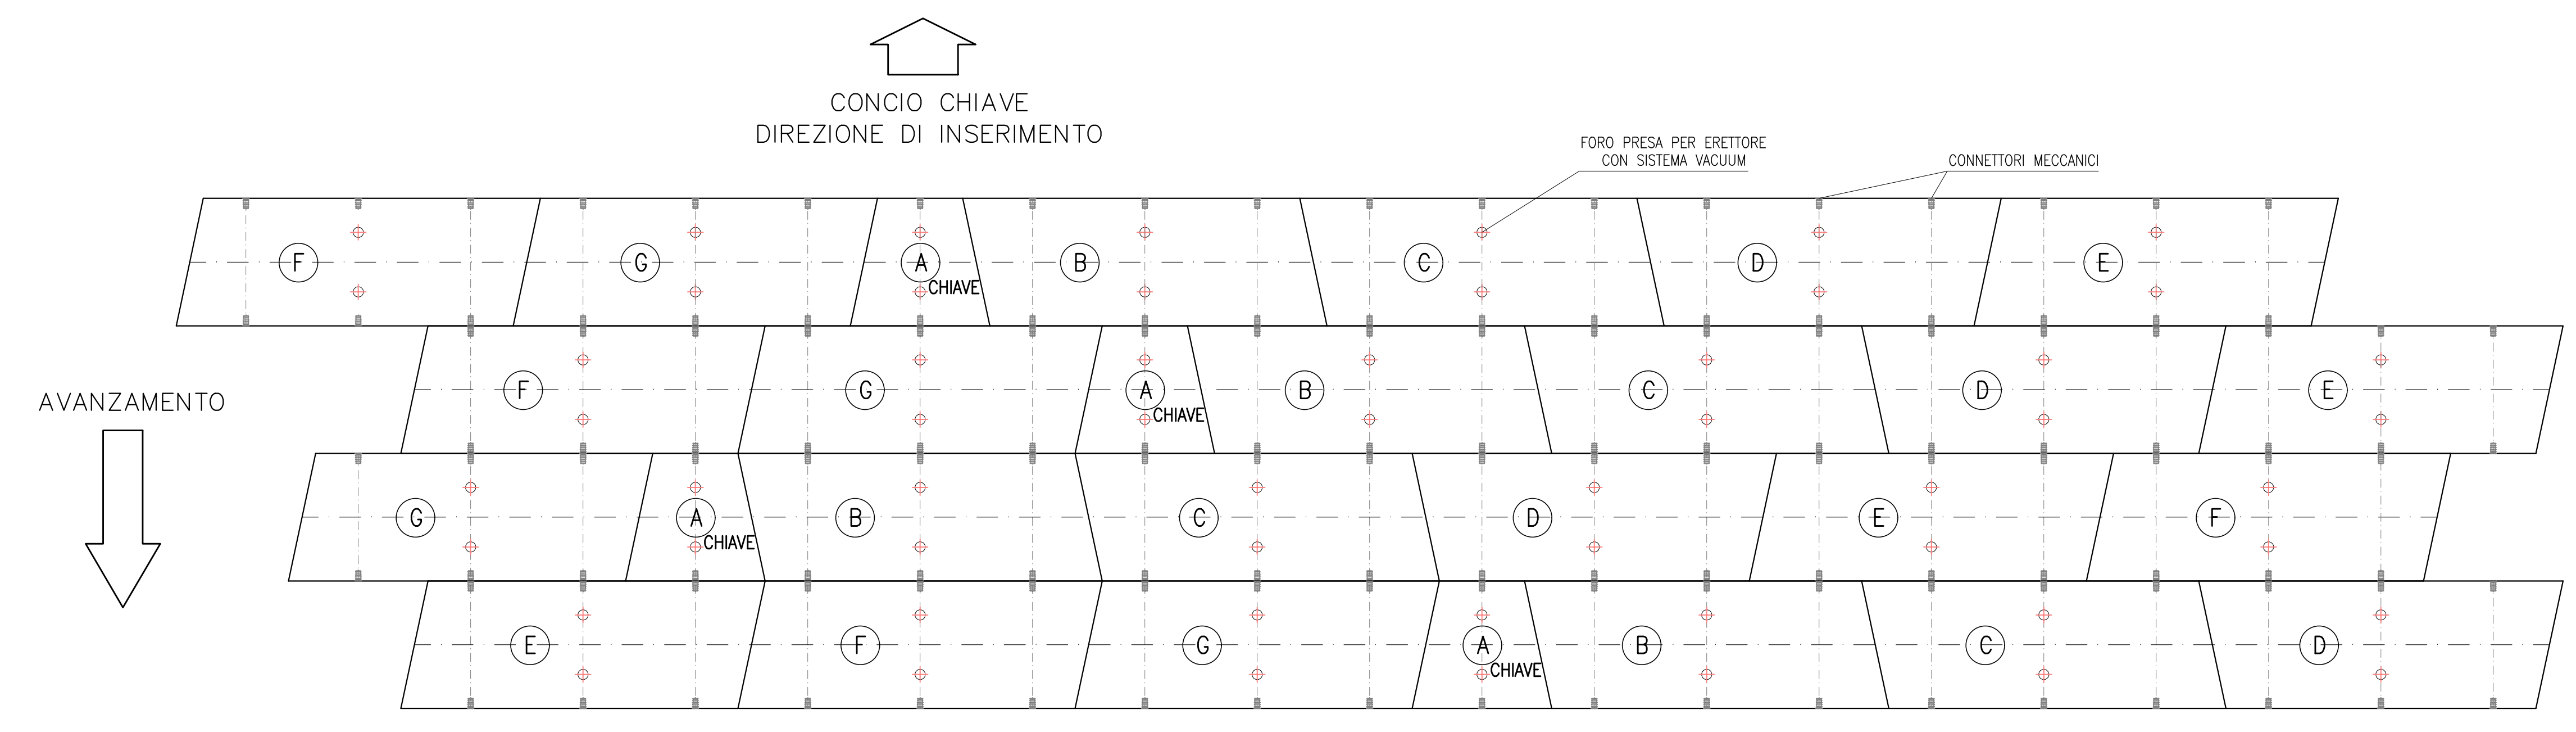 CONCIO CHIAVE
DIREZIONE DI INSERIMENTO
FORO PRESA PER ERETTORE
CON SISTEMA VACUUM
CONNETTORI MECCANICI
F G A B C D E
CHIAVE
AVANZAMENTO
F G A B C D E
CHIAVE
G A B C D E F
CHIAVE
E F G A B C D
CHIAVE